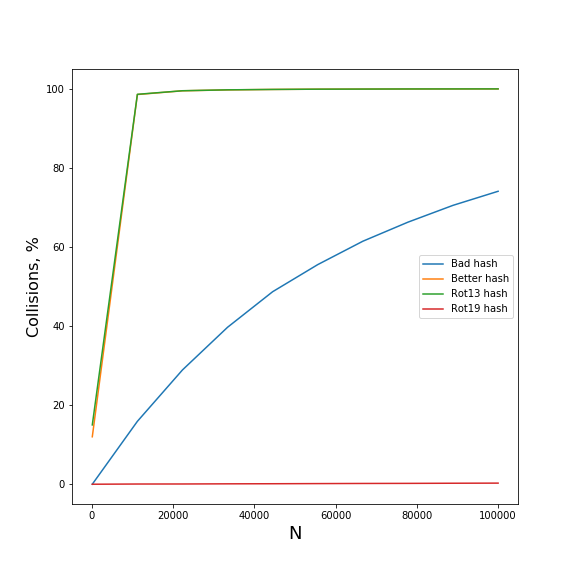 100
80
60
40
20
0
Collisions, %
Bad hash
Better hash
Rot13 hash
Rot19 hash
0 20000 40000 60000 80000 100000
N